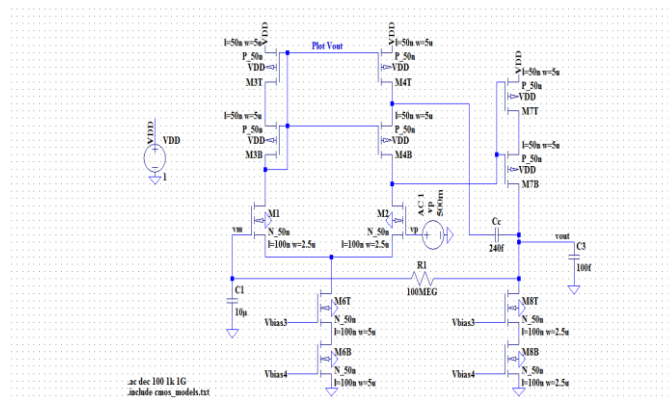 VDD
VDD
l=50n w=5u
Plot Vout
l=50n w=5u
l=50n w=5u
VDD
P_50n
VDD
M3T
P_50n
VDD
M4T
P_50n
VDD
M7T
l=50n w=5u
P_50n
VDD
M3B
l=50n w=5u
P_50n
VDD
M4B
l=50n w=5u
P_50n
VDD
M7B
VDD
VDD
1
M1
vm
N_50n
l=100n w=2.5u
M2
vp
N_50n
l=100n w=2.5u
AC 1
vp
500m
Cc
240f
vout
C3
100f
R1
100MEG
C1
10µ
Vbias3
M6T
N_50n
l=100n w=5u
Vbias4
M6B
N_50n
l=100n w=5u
Vbias3
M8T
N_50n
l=100n w=2.5u
Vbias4
M8B
N_50n
l=100n w=2.5u
.ac dec 100 1k 1G
.include cmos_models.txt